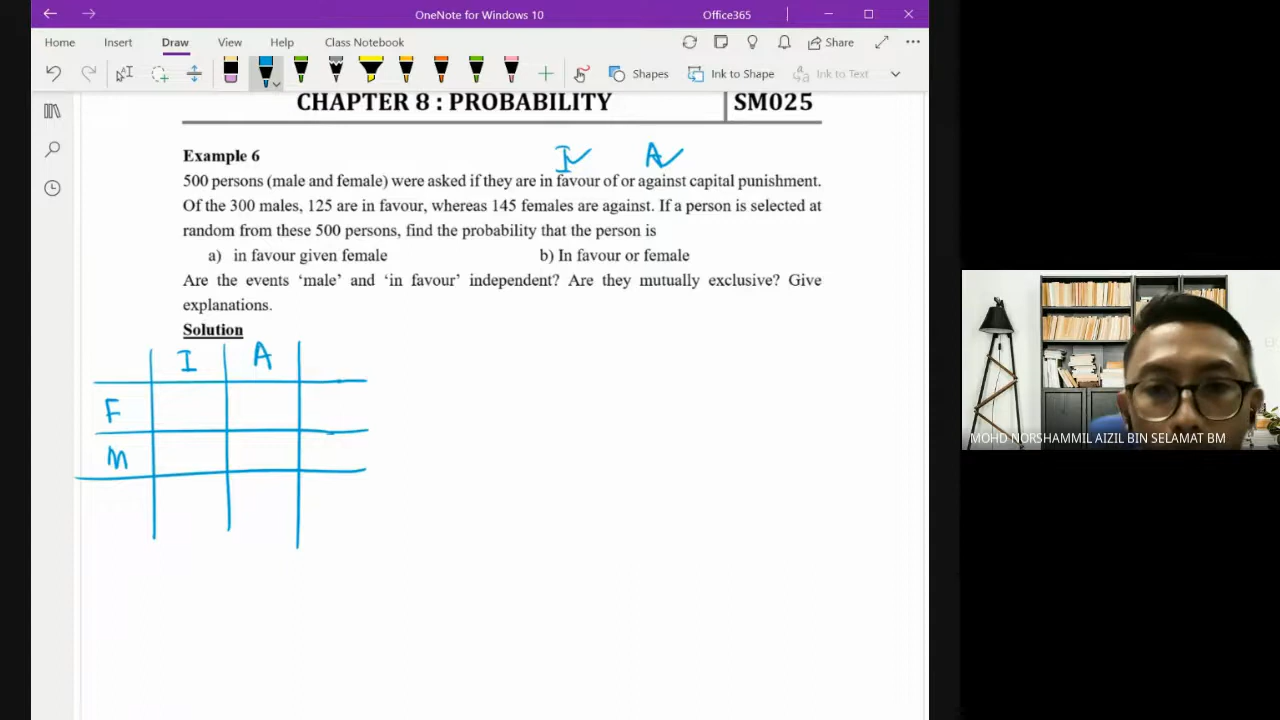 OneNote for Windows 10
Office365
Home Insert Draw View Help Class Notebook
Share
Shapes
Ink to Shape
Ink to Text
CHAPTER 8 : PROBABILITY
SM025
Example 6
I A
500 persons (male and female) were asked if they are in favour of or against capital punishment.
Of the 300 males, 125 are in favour, whereas 145 females are against. If a person is selected at
random from these 500 persons, find the probability that the person is
a) in favour given female
b) In favour or female
Are the events ‘male’ and ‘in favour’ independent? Are they mutually exclusive? Give
explanations.
Solution
I A
F
M
MOHD NORSHAMMIL AIZIL BIN SELAMAT BM